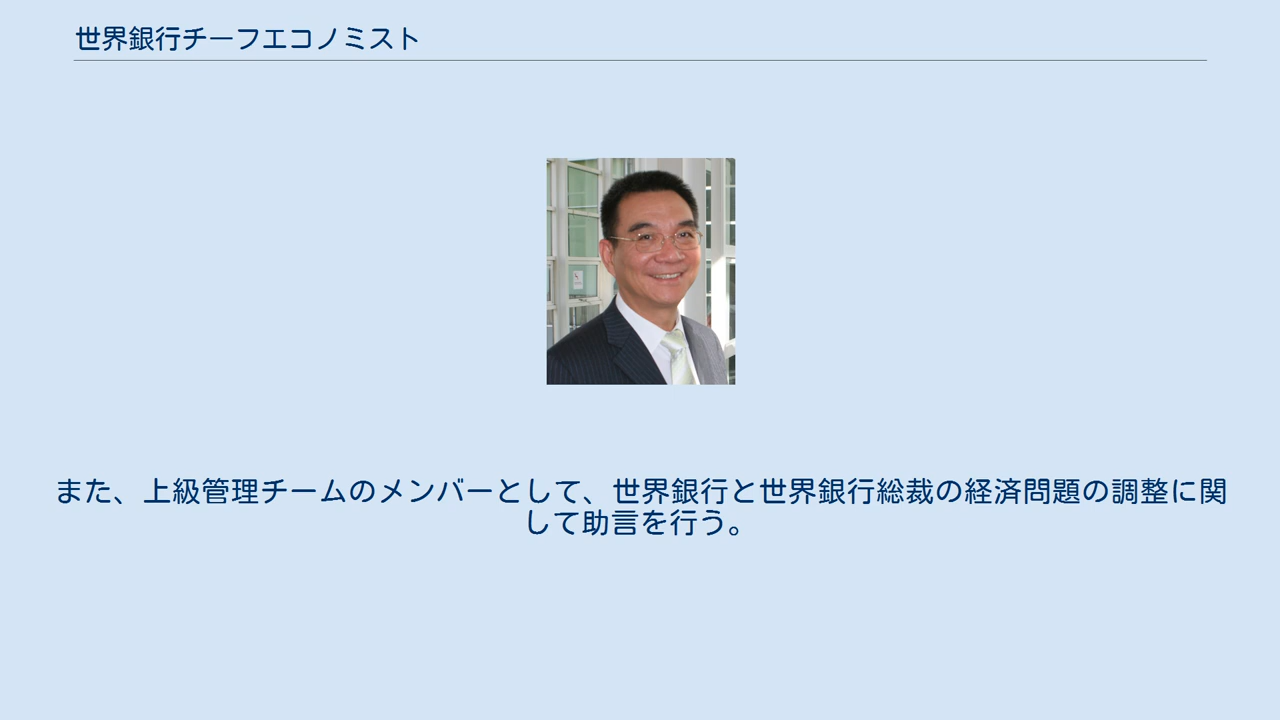 世界銀行チーフエコノミスト
また、上級管理チームのメンバーとして、世界銀行と世界銀行総裁の経済問題の調整に関
して助言を行う。